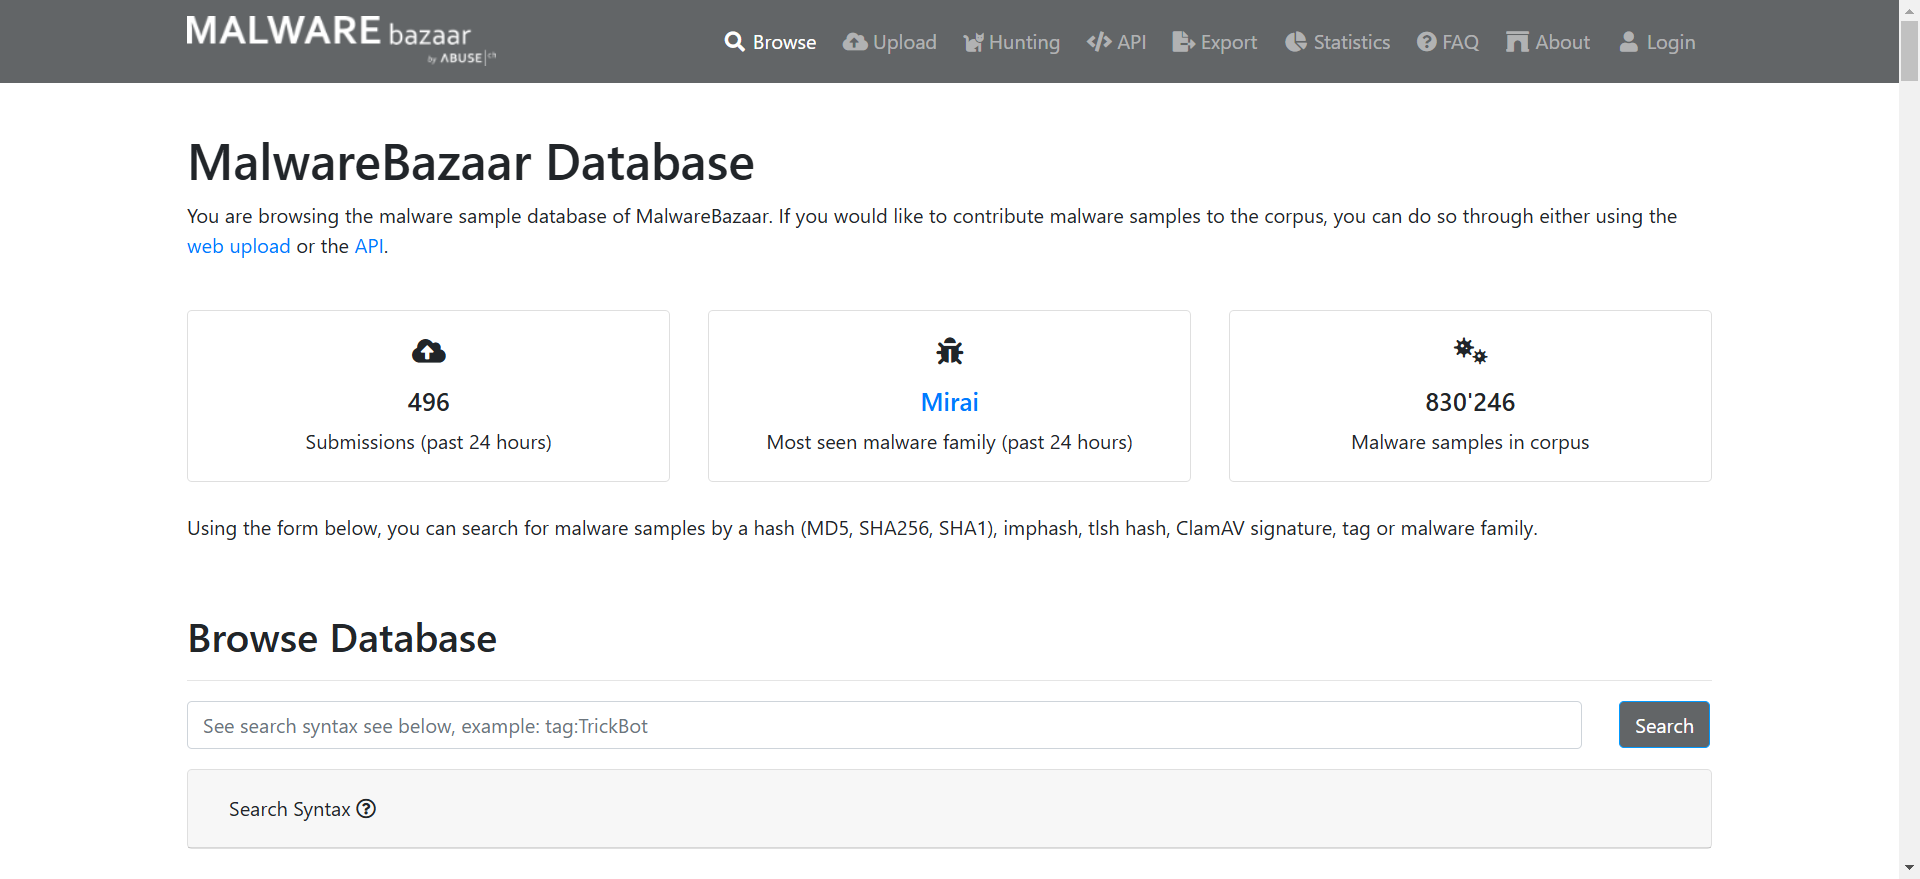 MALWARE bazaar
by ABUSE|ch
Browse Upload Hunting API Export Statistics FAQ About Login
MalwareBazaar Database
You are browsing the malware sample database of MalwareBazaar. If you would like to contribute malware samples to the corpus, you can do so through either using the
web upload or the API.
496
Submissions (past 24 hours)
Mirai
Most seen malware family (past 24 hours)
830'246
Malware samples in corpus
Using the form below, you can search for malware samples by a hash (MD5, SHA256, SHA1), imphash, tlsh hash, ClamAV signature, tag or malware family.
Browse Database
See search syntax see below, example: tag:TrickBot
Search
Search Syntax